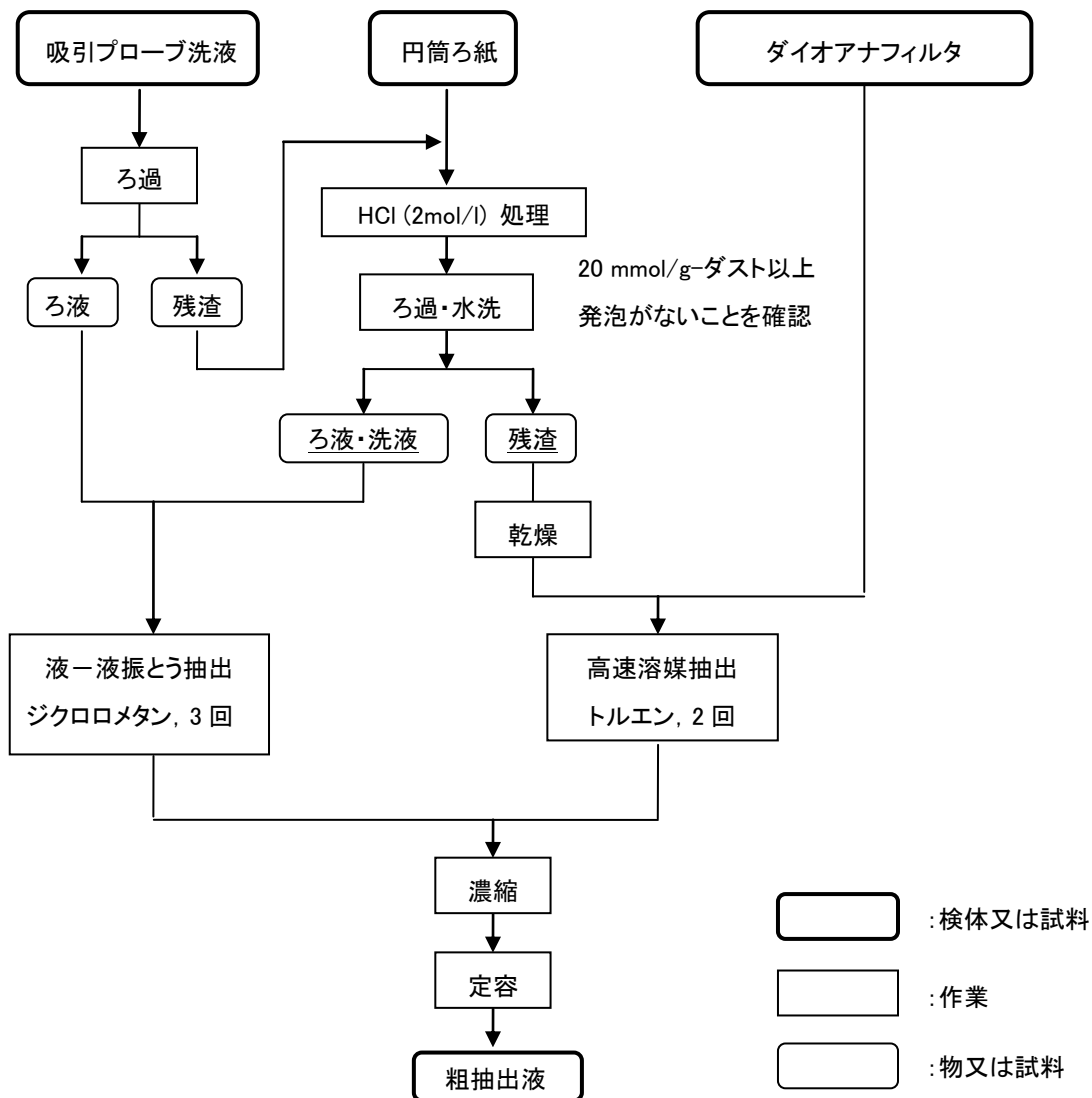 吸引プローブ洗液
円筒ろ紙
ダイオアナフィルタ
ろ過
HCl (2mol/l) 処理
ろ液
残渣
ろ過・水洗
20 mmol/g-ダスト以上
発泡がないことを確認
ろ液・洗液
残渣
乾燥
液－液振とう抽出
ジクロロメタン, 3 回
高速溶媒抽出
トルエン, 2 回
濃縮
定容
粗抽出液
:検体又は試料
:作業
:物又は試料